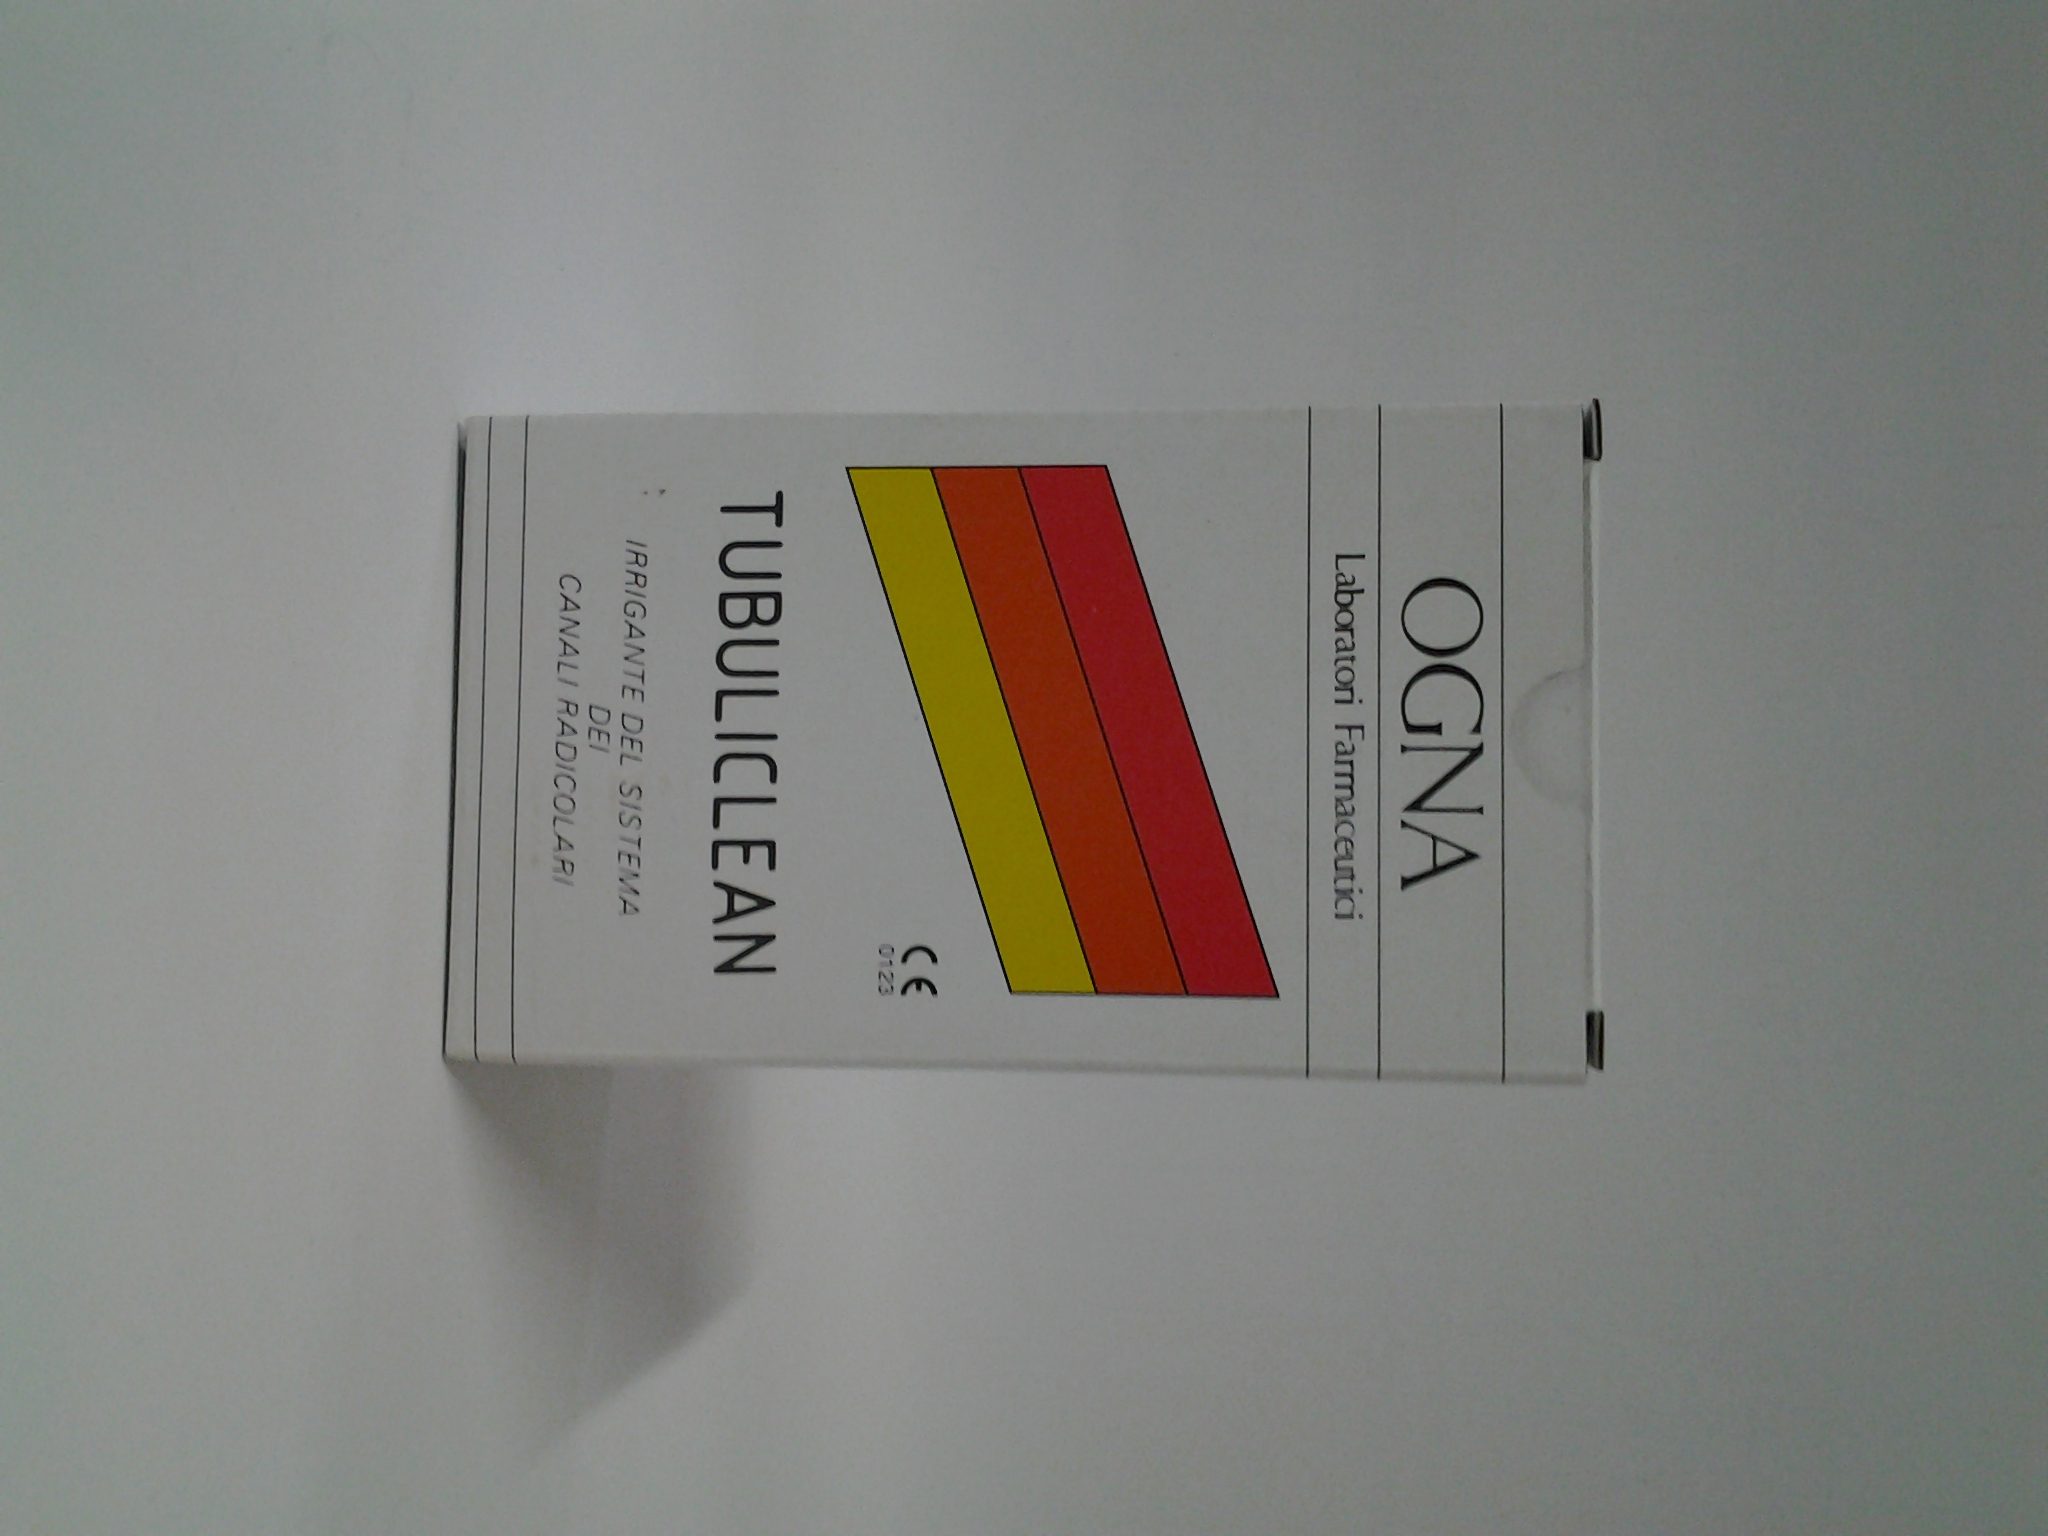 OGNA
Laboratori Farmaceutici
CE
0123
TUBULICLEAN
IRRIGANTE DEL SISTEMA
DEI
CANALI RADICOLARI